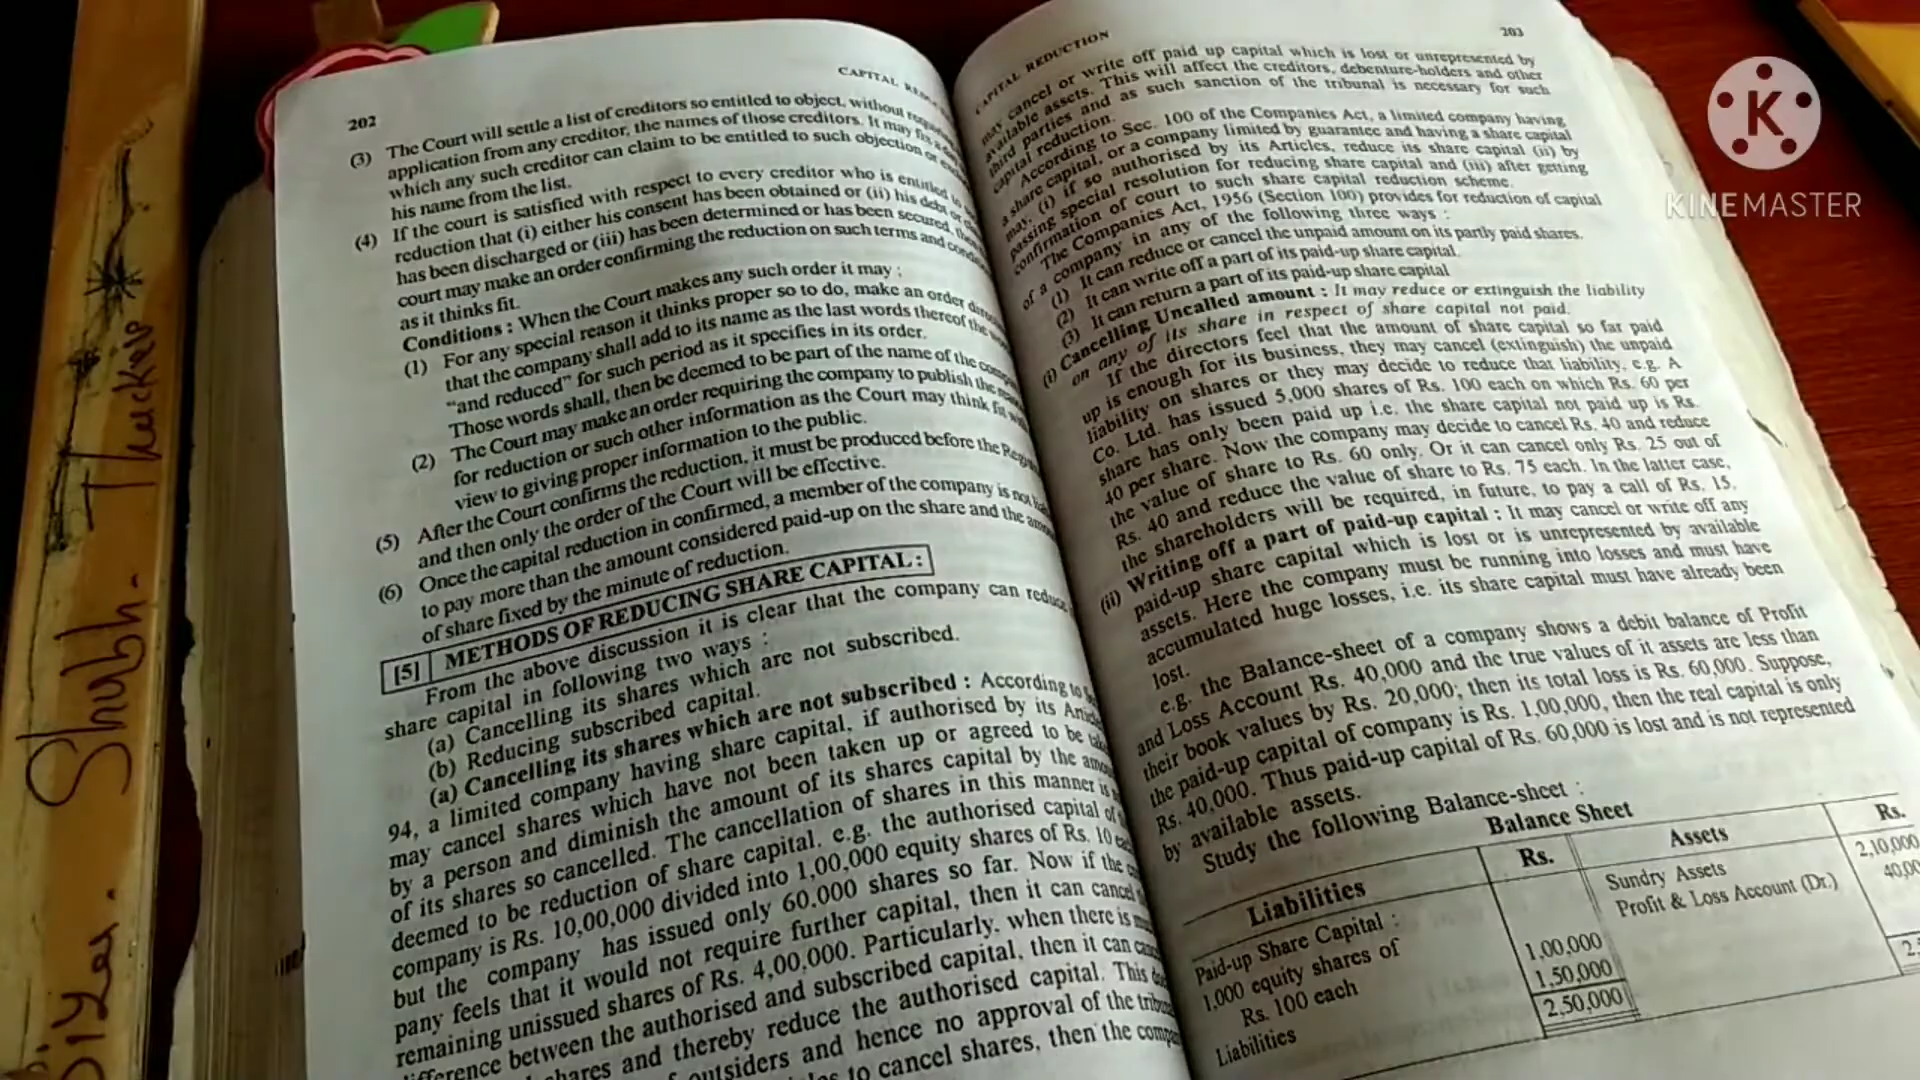 202
CAPITAL
(3) The Court will settle a list of creditors so entitled to object, without
application from any creditor, the names of those creditors. It may
which any such creditor can claim to be entitled to such objection or
his name from the list.
(4) If the court is satisfied with respect to every creditor who is entitled to
reduction that (i) either his consent has been obtained or (ii) his debt or
has been discharged or (iii) has been determined or has been secured,
court may make an order confirming the reduction on such terms and
as it thinks fit.
Conditions : When the Court makes any such order it may :
(1) For any special reason it thinks proper so to do, make an order
that the company shall add to its name as the last words thereof the
"and reduced" for such period as it specifies in its order.
Those words shall, then be deemed to be part of the name of the
(2) The Court may make an order requiring the company to publish the
for reduction or such other information as the Court may think fit
view to giving proper information to the public.
(5) After the Court confirms the reduction, it must be produced before the
and then only the order of the Court will be effective.
(6) Once the capital reduction in confirmed, a member of the company is not
to pay more than the amount considered paid-up on the share and the
of share fixed by the minute of reduction.
[5] METHODS OF REDUCING SHARE CAPITAL :
From the above discussion it is clear that the company can reduce
share capital in following two ways :
(a) Cancelling its shares which are not subscribed.
(b) Reducing subscribed capital.
(a) Cancelling its shares which are not subscribed : According to
94, a limited company having share capital, if authorised by its
may cancel shares which have not been taken up or agreed to be
by a person and diminish the amount of its shares capital by the
of its shares so cancelled. The cancellation of shares in this manner is
deemed to be reduction of share capital. e.g. the authorised capital of
company is Rs. 10,00,000 divided into 1,00,000 equity shares of Rs. 10
but the company has issued only 60.000 shares so far. Now if the
pany feels that it would not require further capital, then it can cancel
remaining unissued shares of Rs. 4,00,000. Particularly, when there is
difference between the authorised and subscribed capital, then it can
shares and thereby reduce the authorised capital. This
outsiders and hence no approval of the
to cancel shares, then the
CAPITAL REDUCTION
203
may cancel or write off paid up capital which is lost or unrepresented by
available assets. This will affect the creditors, debenture-holders and other
third parties and as such sanction of the tribunal is necessary for such
capital reduction.
According to Sec. 100 of the Companies Act, a limited company having
a share capital, or a company limited by guarantee and having a share capital
may, (i) if so authorised by its Articles, reduce its share capital (ii) by
passing special resolution for reducing share capital and (iii) after getting
confirmation of court to such share capital reduction scheme.
The Companies Act, 1956 (Section 100) provides for reduction of capital
of a company in any of the following three ways :
(1) It can reduce or cancel the unpaid amount on its partly paid shares.
(2) It can write off a part of its paid-up share capital.
(3) It can return a part of its paid-up share capital
(i) Cancelling Uncalled amount : It may reduce or extinguish the liability
on any of its share in respect of share capital not paid.
If the directors feel that the amount of share capital so far paid
up is enough for its business, they may cancel (extinguish) the unpaid
liability on shares or they may decide to reduce that liability, e.g. A
Co. Ltd. has issued 5,000 shares of Rs. 100 each on which Rs. 60 per
share has only been paid up i.e. the share capital not paid up is Rs.
40 per share. Now the company may decide to cancel Rs. 40 and reduce
the value of share to Rs. 60 only. Or it can cancel only Rs. 25 out of
Rs. 40 and reduce the value of share to Rs. 75 each. In the latter case,
the shareholders will be required, in future, to pay a call of Rs. 15.
(ii) Writing off a part of paid-up capital : It may cancel or write off any
paid-up share capital which is lost or is unrepresented by available
assets. Here the company must be running into losses and must have
accumulated huge losses, i.e. its share capital must have already been
lost.
e.g. the Balance-sheet of a company shows a debit balance of Profit
and Loss Account Rs. 40,000 and the true values of it assets are less than
their book values by Rs. 20,000; then its total loss is Rs. 60,000. Suppose,
the paid-up capital of company is Rs. 1,00,000, then the real capital is only
Rs. 40,000. Thus paid-up capital of Rs. 60,000 is lost and is not represented
by available assets.
Study the following Balance-sheet :
Balance Sheet
Liabilities Rs. Assets Rs.
Paid-up Share Capital : Sundry Assets 2,10,000
1,000 equity shares of Profit & Loss Account (Dr.)
Rs. 100 each 1,00,000
Liabilities 1,50,000
2,50,000
KINEMASTER
Shubh.